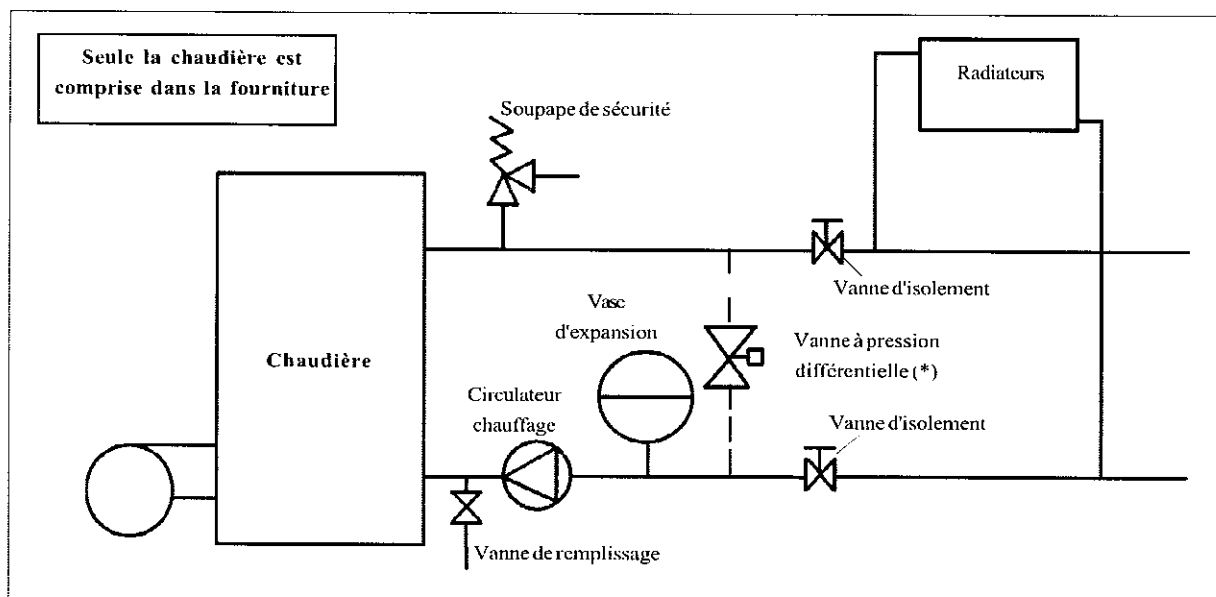 Seule la chaudière est
comprise dans la fourniture
Radiateurs
Soupape de sécurité
Vanne d'isolement
Vase
d'expansion
Vanne à pression
différentielle (*)
Chaudière
Circulateur
chauffage
Vanne d'isolement
Vanne de remplissage